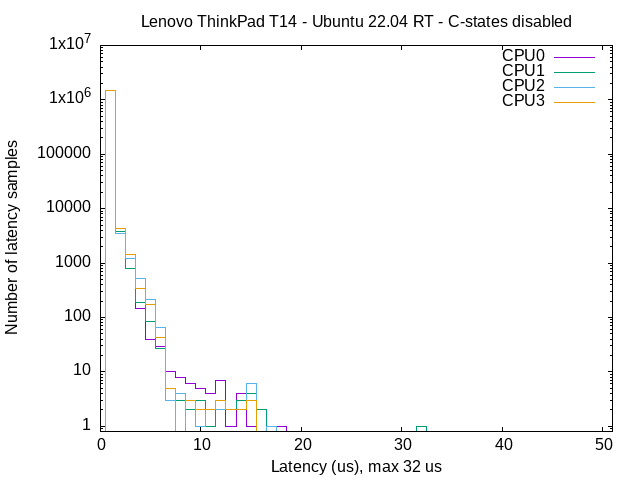 Lenovo ThinkPad T14 - Ubuntu 22.04 RT - C-states disabled
1x10^7
1x10^6
100000
10000
1000
100
10
1
Number of latency samples
CPU0
CPU1
CPU2
CPU3
0 10 20 30 40 50
Latency (us), max 32 us